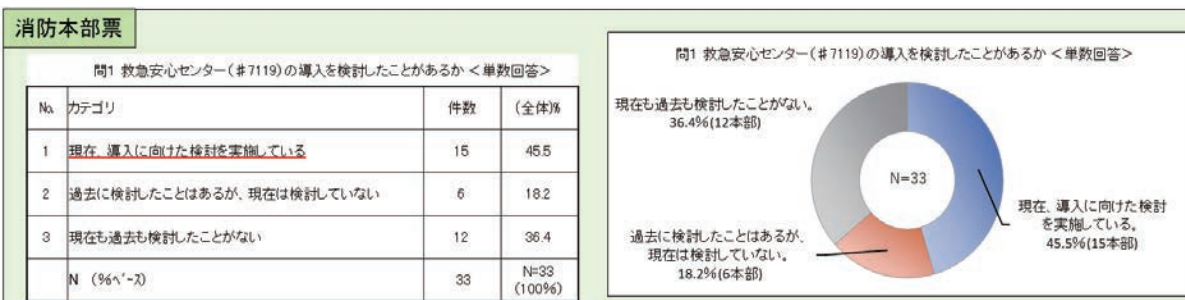 消防本部票
問1 救急安心センター(♯7119)の導入を検討したことがあるか <単数回答>
No. カテゴリ 件数 (全体)%
1 現在、導入に向けた検討を実施している 15 45.5
2 過去に検討したことはあるが、現在は検討していない 6 18.2
3 現在も過去も検討したことがない 12 36.4
N (%ベース) 33 N=33
(100%)
問1 救急安心センター(♯7119)の導入を検討したことがあるか <単数回答>
現在も過去も検討したことがない。
36.4%(12本部)
N=33
現在、導入に向けた検討
を実施している。
45.5%(15本部)
過去に検討したことはあるが、
現在は検討していない。
18.2%(6本部)